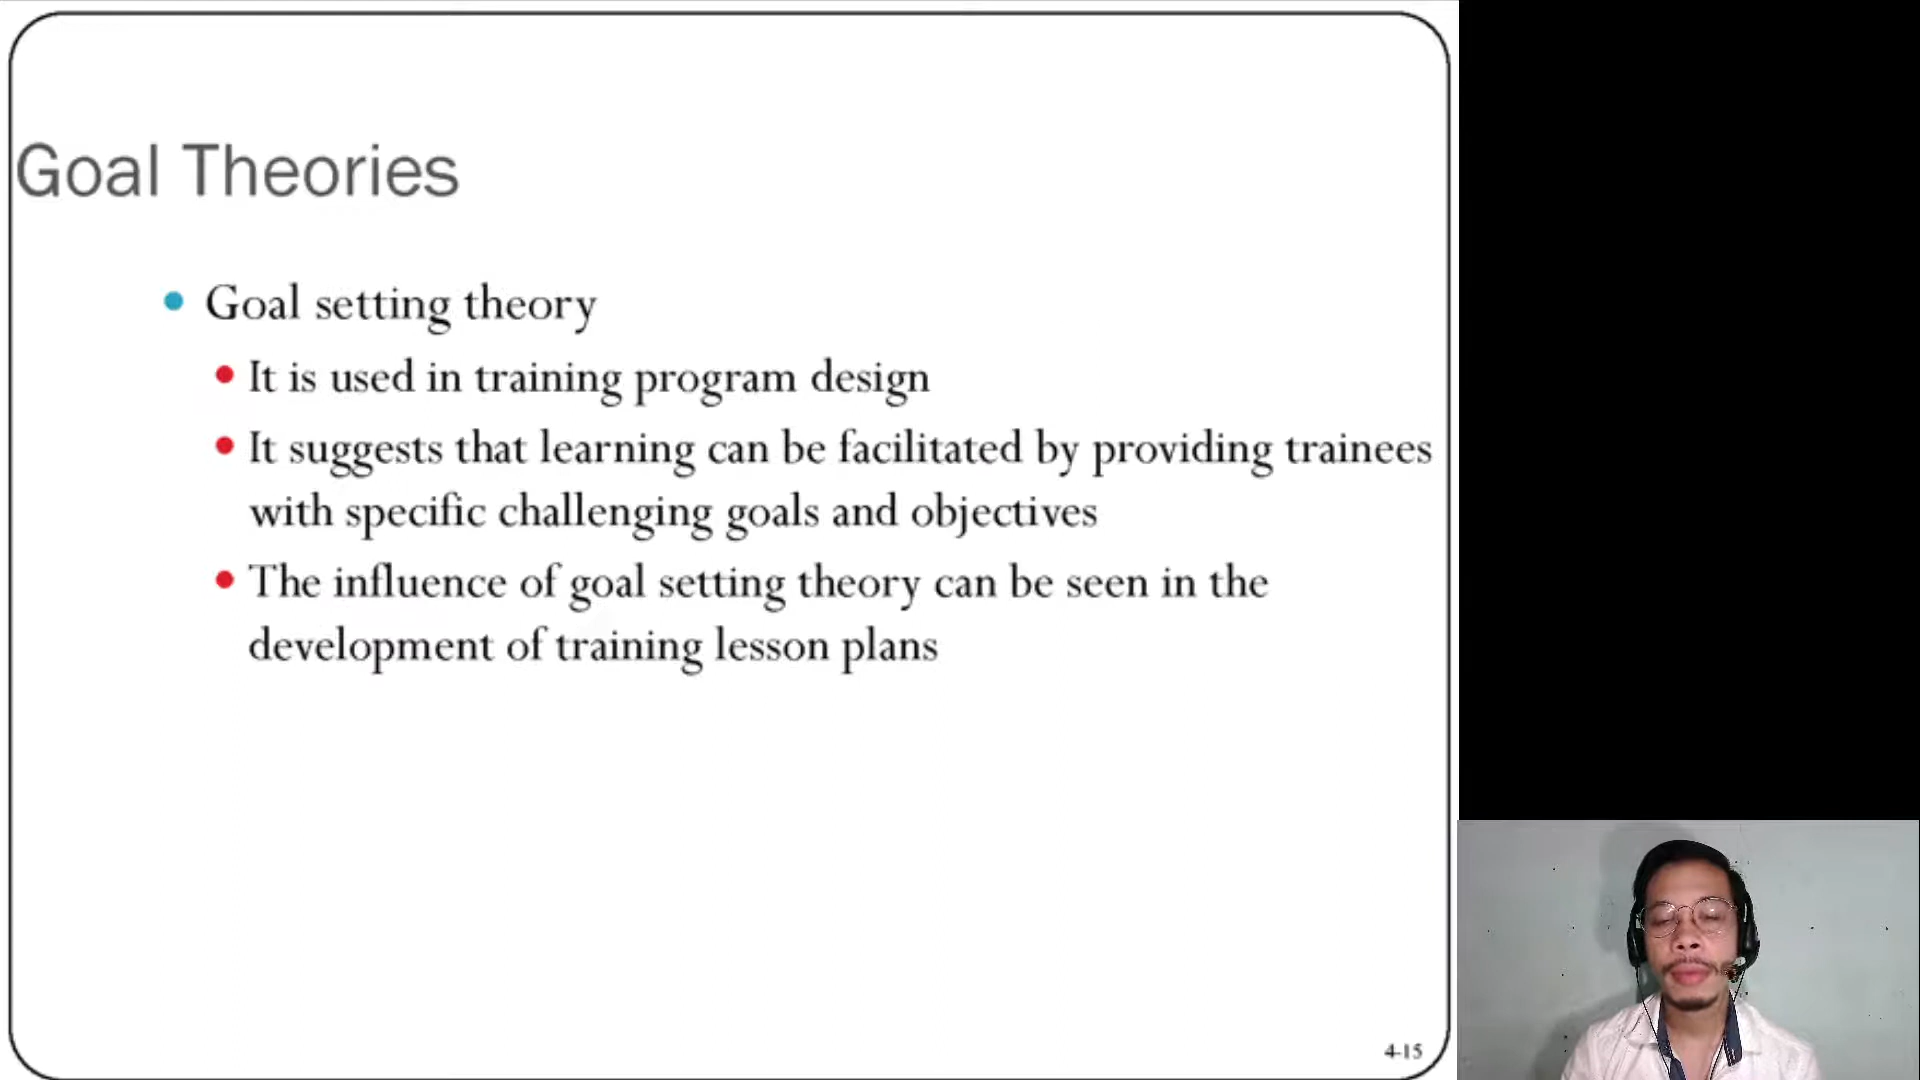 Goal Theories
Goal setting theory
It is used in training program design
It suggests that learning can be facilitated by providing trainees
with specific challenging goals and objectives
The influence of goal setting theory can be seen in the
development of training lesson plans
4-15